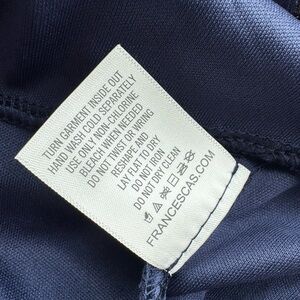 TURN GARMENT INSIDE OUT
HAND WASH COLD SEPARATELY
USE ONLY NON-CHLORINE
BLEACH WHEN NEEDED
DO NOT TWIST OR WRING
RESHAPE AND
LAY FLAT TO DRY
DO NOT IRON
DO NOT DRY CLEAN
FRANCESCAS.COM